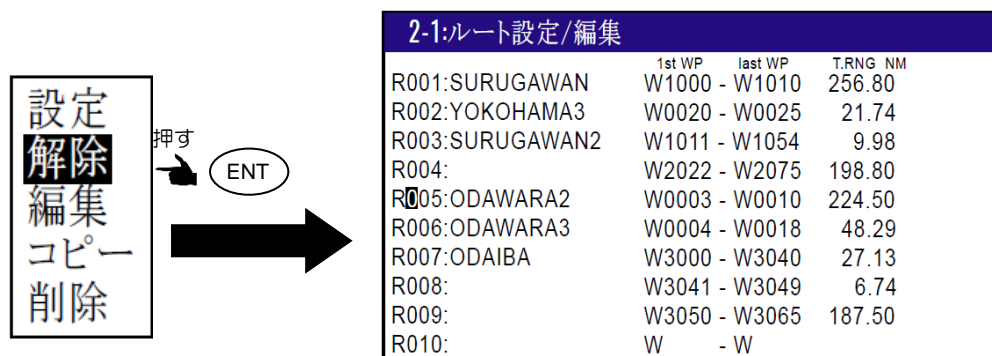 設定
解除
編集
コピー
削除
押す
ENT
2-1:ルート設定/編集
1st WP last WP T.RNG NM
R001:SURUGAWAN W1000 - W1010 256.80
R002:YOKOHAMA3 W0020 - W0025 21.74
R003:SURUGAWAN2 W1011 - W1054 9.98
R004: W2022 - W2075 198.80
R005:ODAWARA2 W0003 - W0010 224.50
R006:ODAWARA3 W0004 - W0018 48.29
R007:ODAIBA W3000 - W3040 27.13
R008: W3041 - W3049 6.74
R009: W3050 - W3065 187.50
R010: W - W